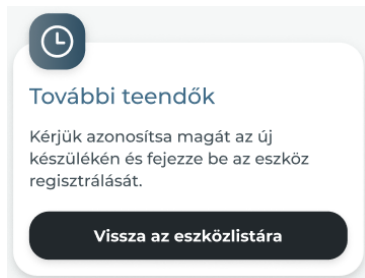 További teendők
Kérjük azonosítsa magát az új
készülékén és fejezze be az eszköz
regisztrálását.
Vissza az eszközlistára